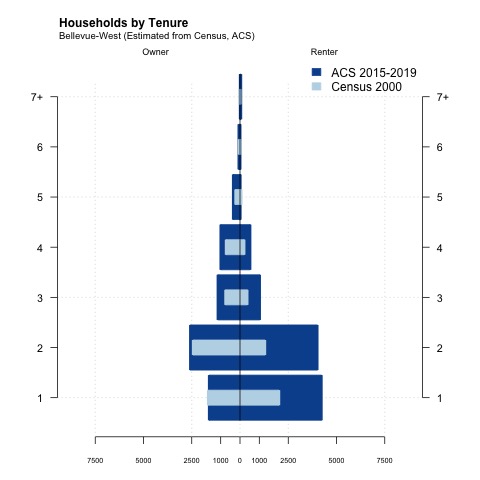 Households by Tenure
Bellevue-West (Estimated from Census, ACS)
Owner Renter
ACS 2015-2019
Census 2000
7+ 7+
6 6
5 5
4 4
3 3
2 2
1 1
7500 5000 2500 1000 0 1000 2500 5000 7500